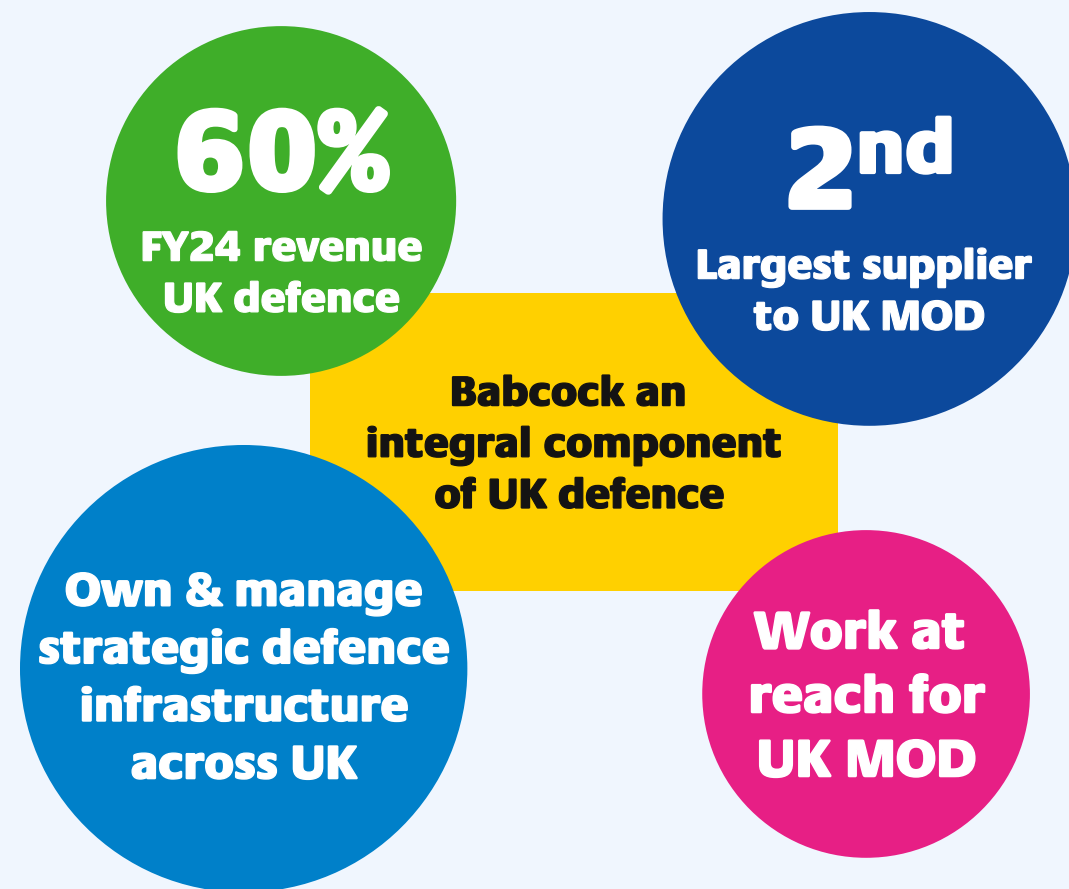 60%
FY24 revenue
UK defence
2nd
Largest supplier
to UK MOD
Babcock an
integral component
of UK defence
Own & manage
strategic defence
infrastructure
across UK
Work at
reach for
UK MOD